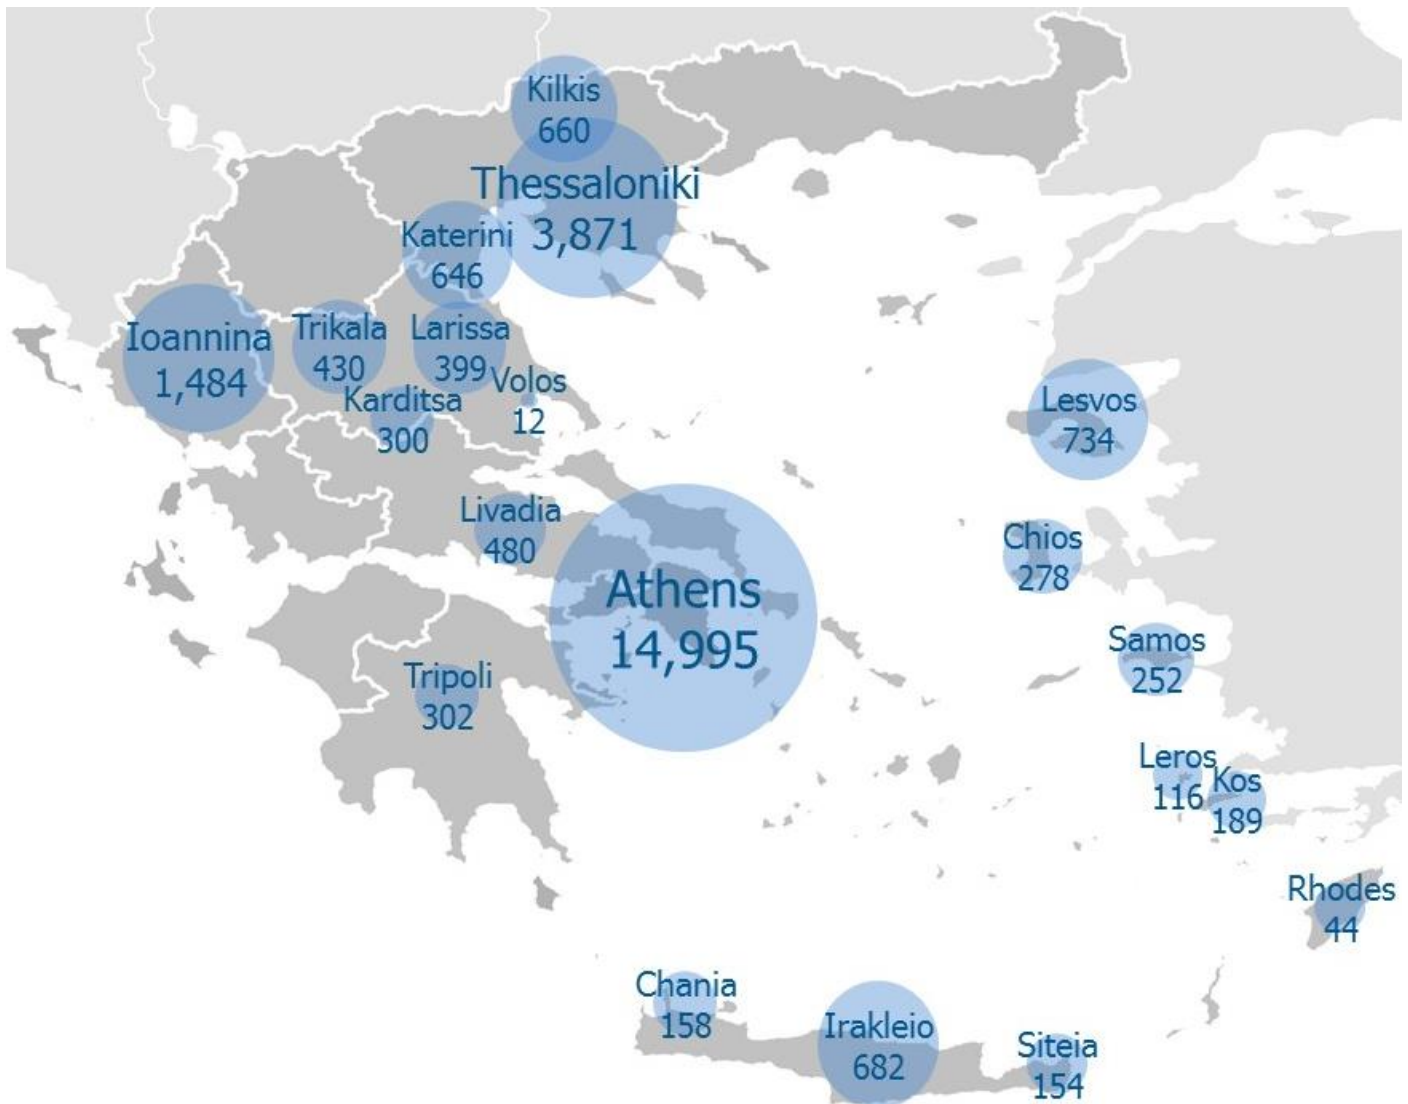 Kilkis
660
Thessaloniki
3,871
Katerini
646
Ioannina
1,484
Trikala
430
Larissa
399
Volos
12
Karditsa
300
Lesvos
734
Livadia
480
Chios
278
Athens
14,995
Samos
252
Tripoli
302
Leros
116
Kos
189
Rhodes
44
Chania
158
Irakleio
682
Siteia
154